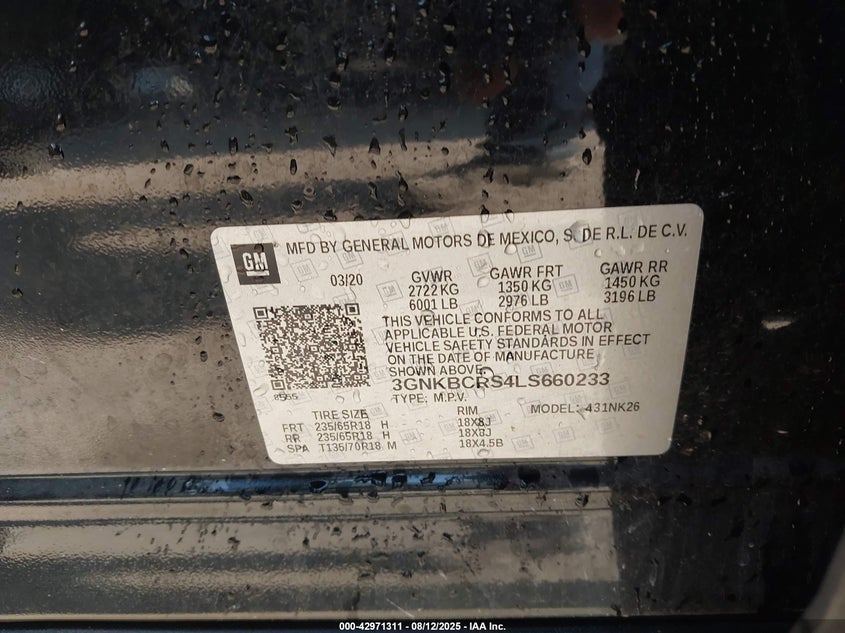 GM
MFD BY GENERAL MOTORS DE MEXICO, S. DE R.L. DE C.V.
03/20
GVWR GAWR FRT GAWR RR
2722 KG 1350 KG 1450 KG
6001 LB 2976 LB 3196 LB
THIS VEHICLE CONFORMS TO ALL
APPLICABLE U.S. FEDERAL MOTOR
VEHICLE SAFETY STANDARDS IN EFFECT
ON THE DATE OF MANUFACTURE
SHOWN ABOVE.
3GNKBCRS4LS660233
TYPE: M.P.V. MODEL: 431NK26
TIRE SIZE RIM
FRT 235/65R18 H 18X8J
RR 235/65R18 H 18X8J
SPA T135/70R18 M 18X4.5B
000-42971311 - 08/12/2025 - IAA Inc.